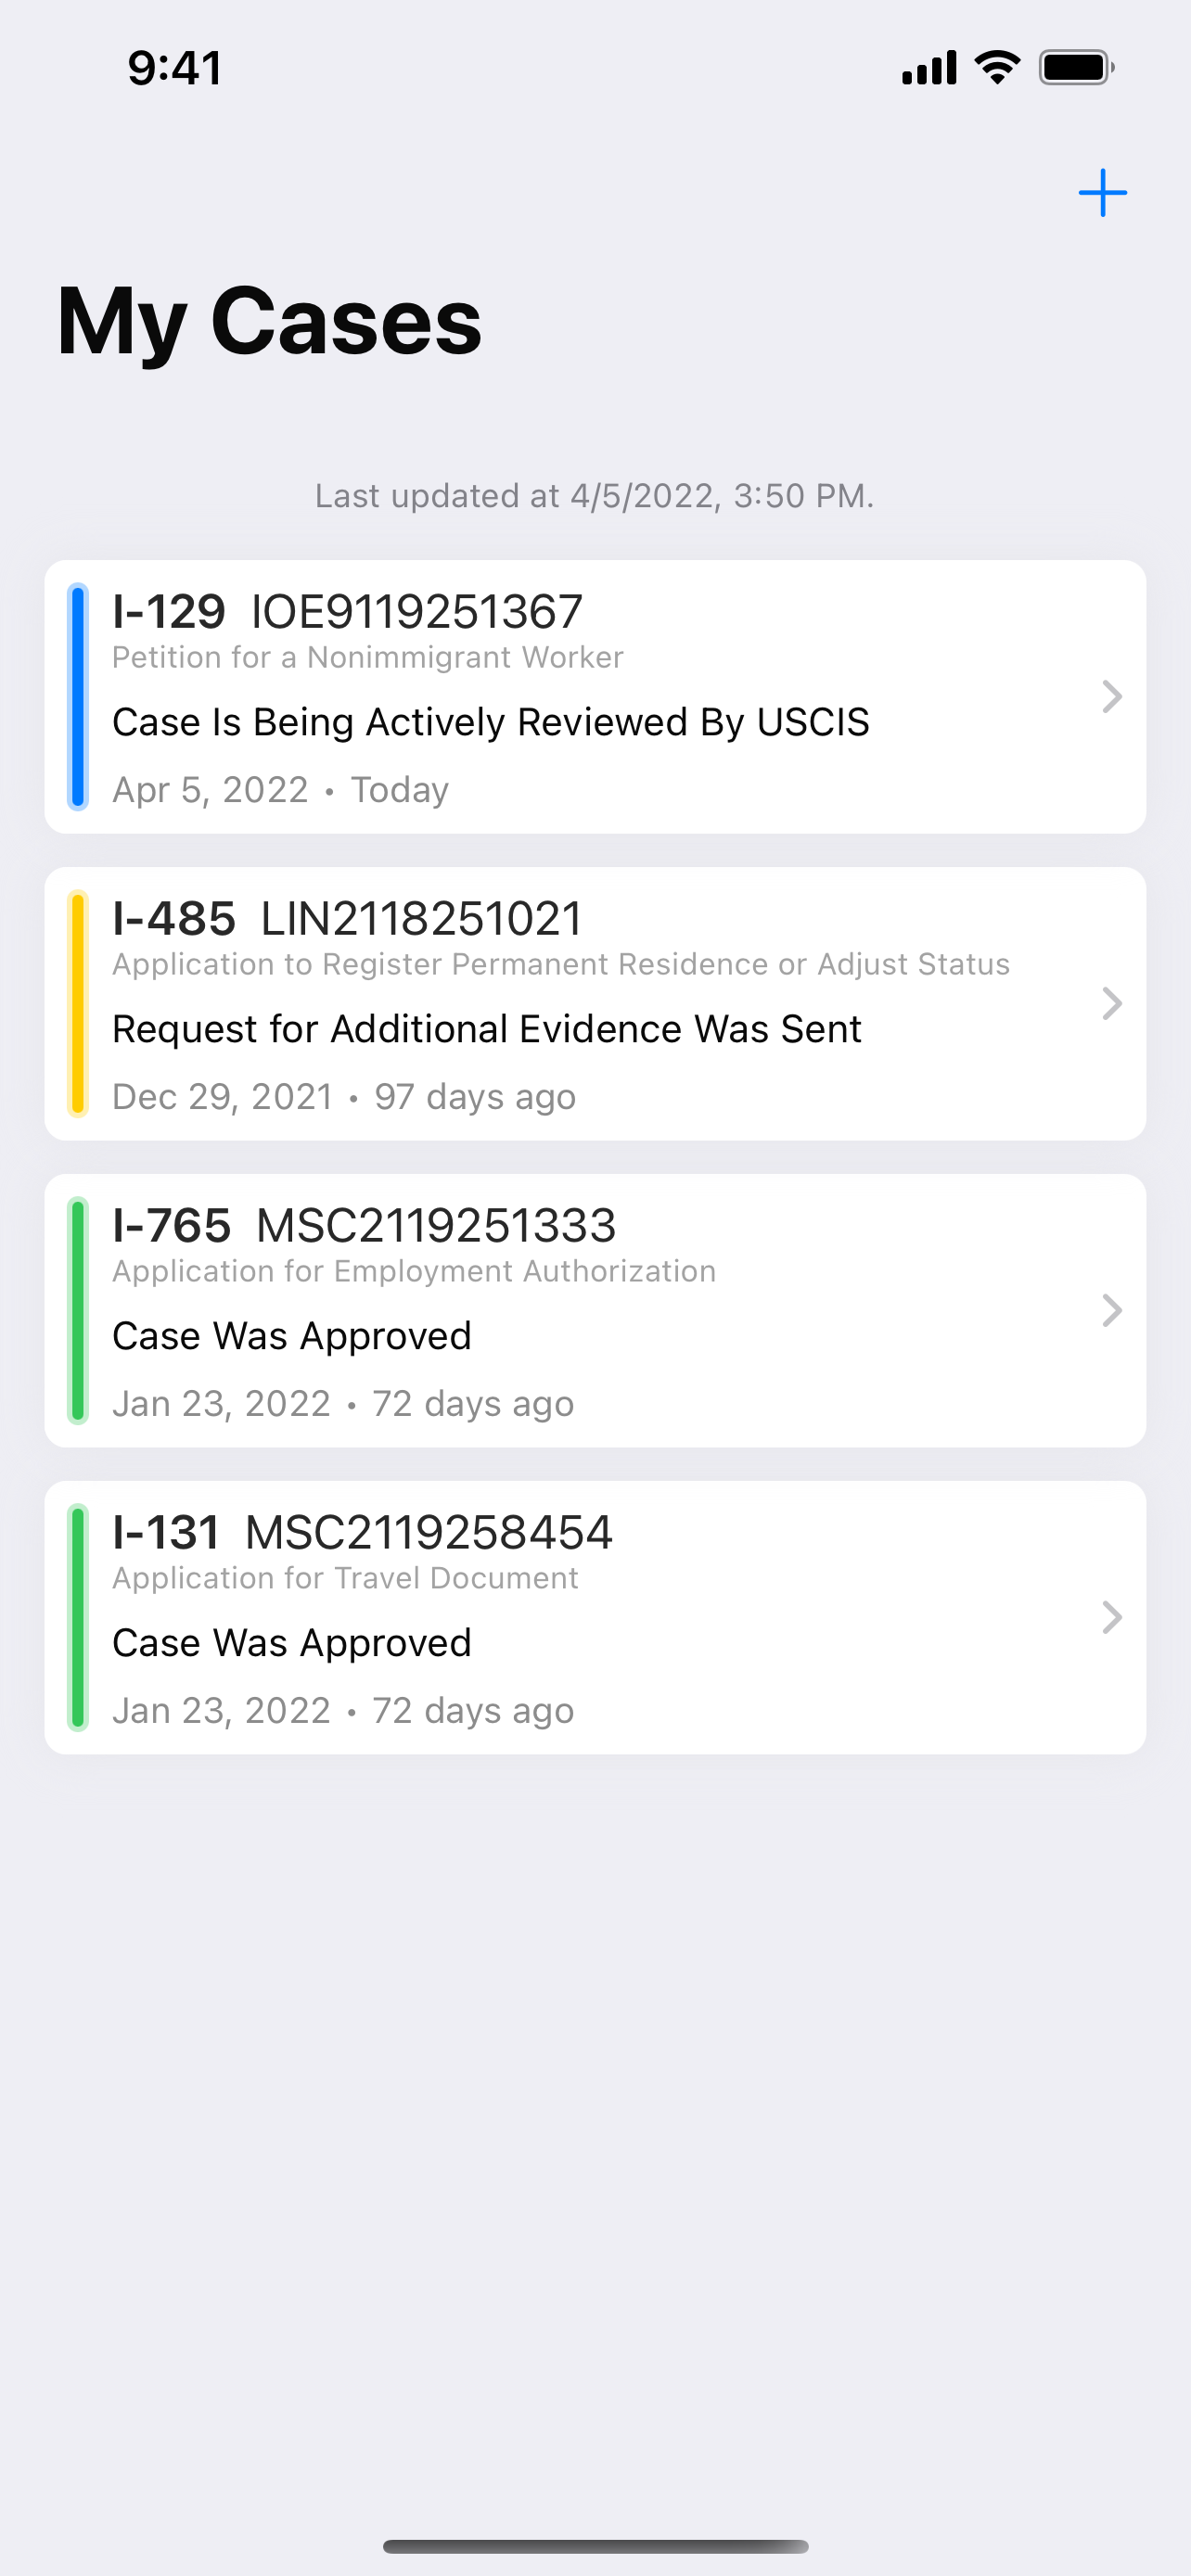 9:41
My Cases
Last updated at 4/5/2022, 3:50 PM.
I-129 IOE9119251367
Petition for a Nonimmigrant Worker
Case Is Being Actively Reviewed By USCIS
Apr 5, 2022 • Today
I-485 LIN2118251021
Application to Register Permanent Residence or Adjust Status
Request for Additional Evidence Was Sent
Dec 29, 2021 • 97 days ago
I-765 MSC2119251333
Application for Employment Authorization
Case Was Approved
Jan 23, 2022 • 72 days ago
I-131 MSC2119258454
Application for Travel Document
Case Was Approved
Jan 23, 2022 • 72 days ago